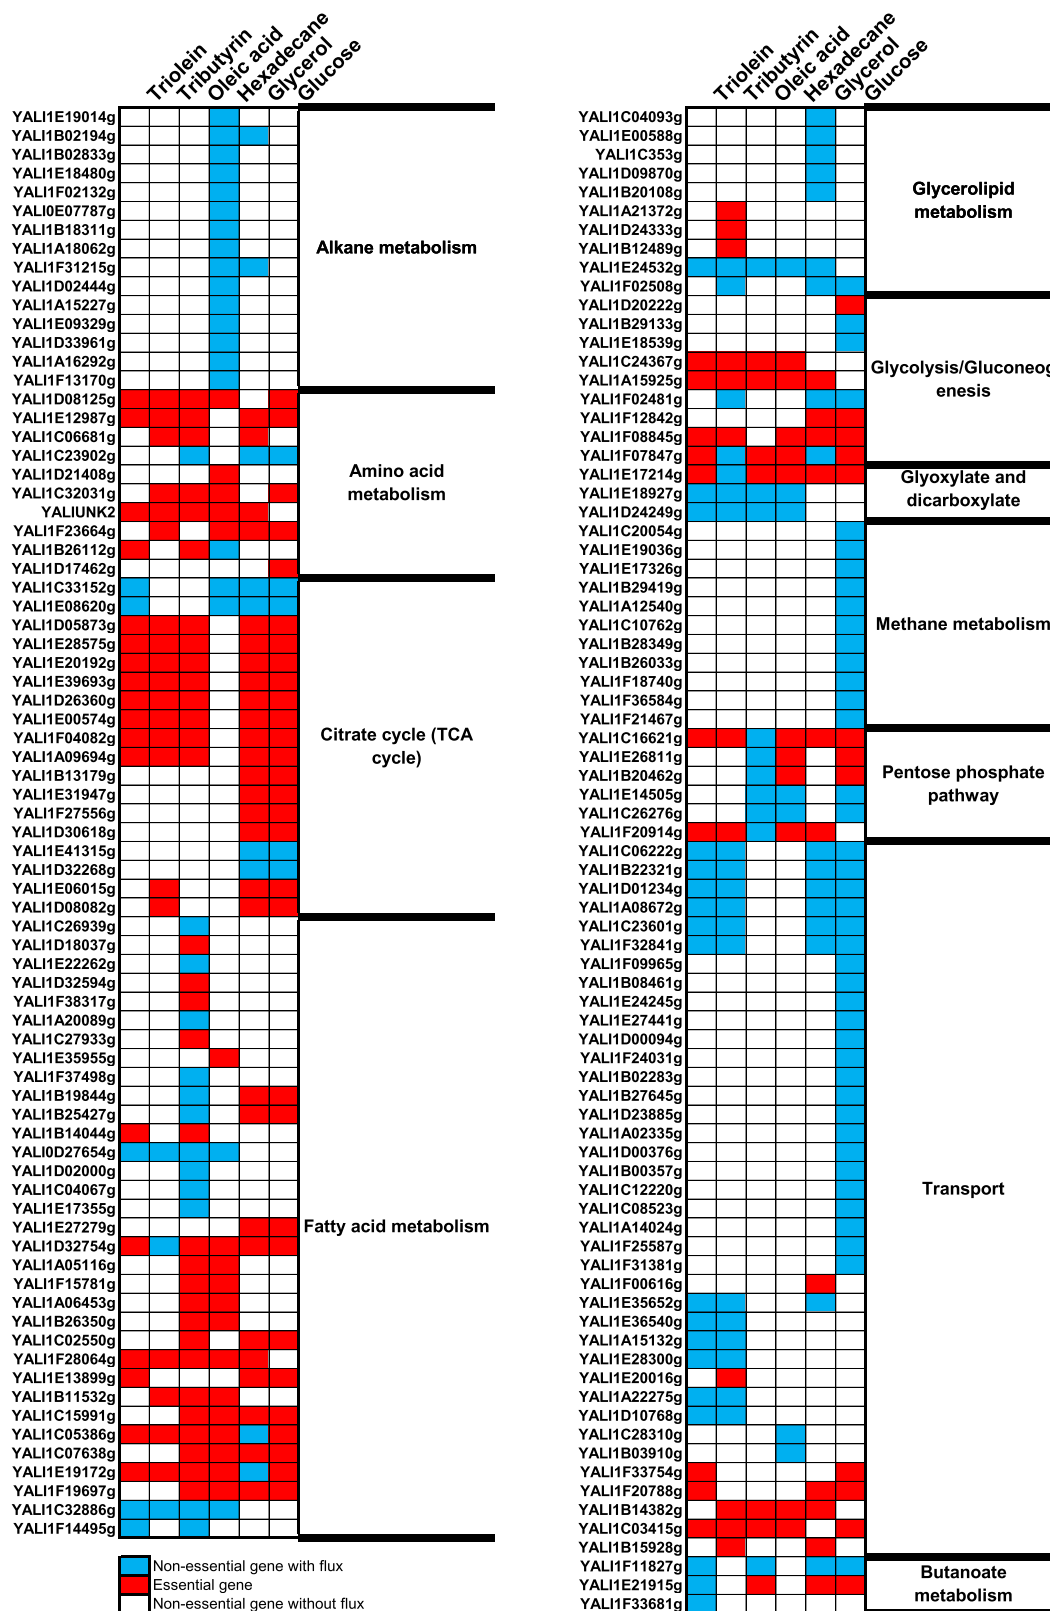 Triolein
Tributyrin
Oleic acid
Hexadecane
Glycerol
Glucose
YALI1E19014g
YALI1B02194g
YALI1B02833g
YALI1E18480g
YALI1F02132g
YALI0E07787g
YALI1B18311g
YALI1A18062g
YALI1F31215g
YALI1D02444g
YALI1A15227g
YALI1E09329g
YALI1D33961g
YALI1A16292g
YALI1F13170g
Alkane metabolism
YALI1D08125g
YALI1E12987g
YALI1C06681g
YALI1C23902g
YALI1D21408g
YALI1C32031g
YALIUNK2
YALI1F23664g
YALI1B26112g
YALI1D17462g
Amino acid
metabolism
YALI1C33152g
YALI1E08620g
YALI1D05873g
YALI1E28575g
YALI1E20192g
YALI1E39693g
YALI1D26360g
YALI1E00574g
YALI1F04082g
YALI1A09694g
YALI1B13179g
YALI1E31947g
YALI1F27556g
YALI1D30618g
YALI1E41315g
YALI1D32268g
YALI1E06015g
YALI1D08082g
Citrate cycle (TCA
cycle)
YALI1C26939g
YALI1D18037g
YALI1E22262g
YALI1D32594g
YALI1F38317g
YALI1A20089g
YALI1C27933g
YALI1E35955g
YALI1F37498g
YALI1B19844g
YALI1B25427g
YALI1B14044g
YALI0D27654g
YALI1D02000g
YALI1C04067g
YALI1E17355g
YALI1E27279g
YALI1D32754g
YALI1A05116g
YALI1F15781g
YALI1A06453g
YALI1B26350g
YALI1C02550g
YALI1F28064g
YALI1E13899g
YALI1B11532g
YALI1C15991g
YALI1C05386g
YALI1C07638g
YALI1E19172g
YALI1F19697g
YALI1C32886g
YALI1F14495g
Fatty acid metabolism
Non-essential gene with flux
Essential gene
Non-essential gene without flux
Triolein
Tributyrin
Oleic acid
Hexadecane
Glycerol
Glucose
YALI1C04093g
YALI1E00588g
YALI1C353g
YALI1D09870g
YALI1B20108g
YALI1A21372g
YALI1D24333g
YALI1B12489g
YALI1E24532g
YALI1F02508g
Glycerolipid
metabolism
YALI1D20222g
YALI1B29133g
YALI1E18539g
YALI1C24367g
YALI1A15925g
YALI1F02481g
YALI1F12842g
YALI1F08845g
YALI1F07847g
Glycolysis/Gluconeog
enesis
YALI1E17214g
YALI1E18927g
YALI1D24249g
Glyoxylate and
dicarboxylate
YALI1C20054g
YALI1E19036g
YALI1E17326g
YALI1B29419g
YALI1A12540g
YALI1C10762g
YALI1B28349g
YALI1B26033g
YALI1F18740g
YALI1F36584g
YALI1F21467g
Methane metabolism
YALI1C16621g
YALI1E26811g
YALI1B20462g
YALI1E14505g
YALI1C26276g
YALI1F20914g
Pentose phosphate
pathway
YALI1C06222g
YALI1B22321g
YALI1D01234g
YALI1A08672g
YALI1C23601g
YALI1F32841g
YALI1F09965g
YALI1B08461g
YALI1E24245g
YALI1E27441g
YALI1D00094g
YALI1F24031g
YALI1B02283g
YALI1B27645g
YALI1D23885g
YALI1A02335g
YALI1D00376g
YALI1B00357g
YALI1C12220g
YALI1C08523g
YALI1A14024g
YALI1F25587g
YALI1F31381g
YALI1F00616g
YALI1E35652g
YALI1E36540g
YALI1A15132g
YALI1E28300g
YALI1E20016g
YALI1A22275g
YALI1D10768g
YALI1C28310g
YALI1B03910g
YALI1F33754g
YALI1F20788g
YALI1B14382g
YALI1C03415g
YALI1B15928g
Transport
YALI1F11827g
YALI1E21915g
YALI1F33681g
Butanoate
metabolism